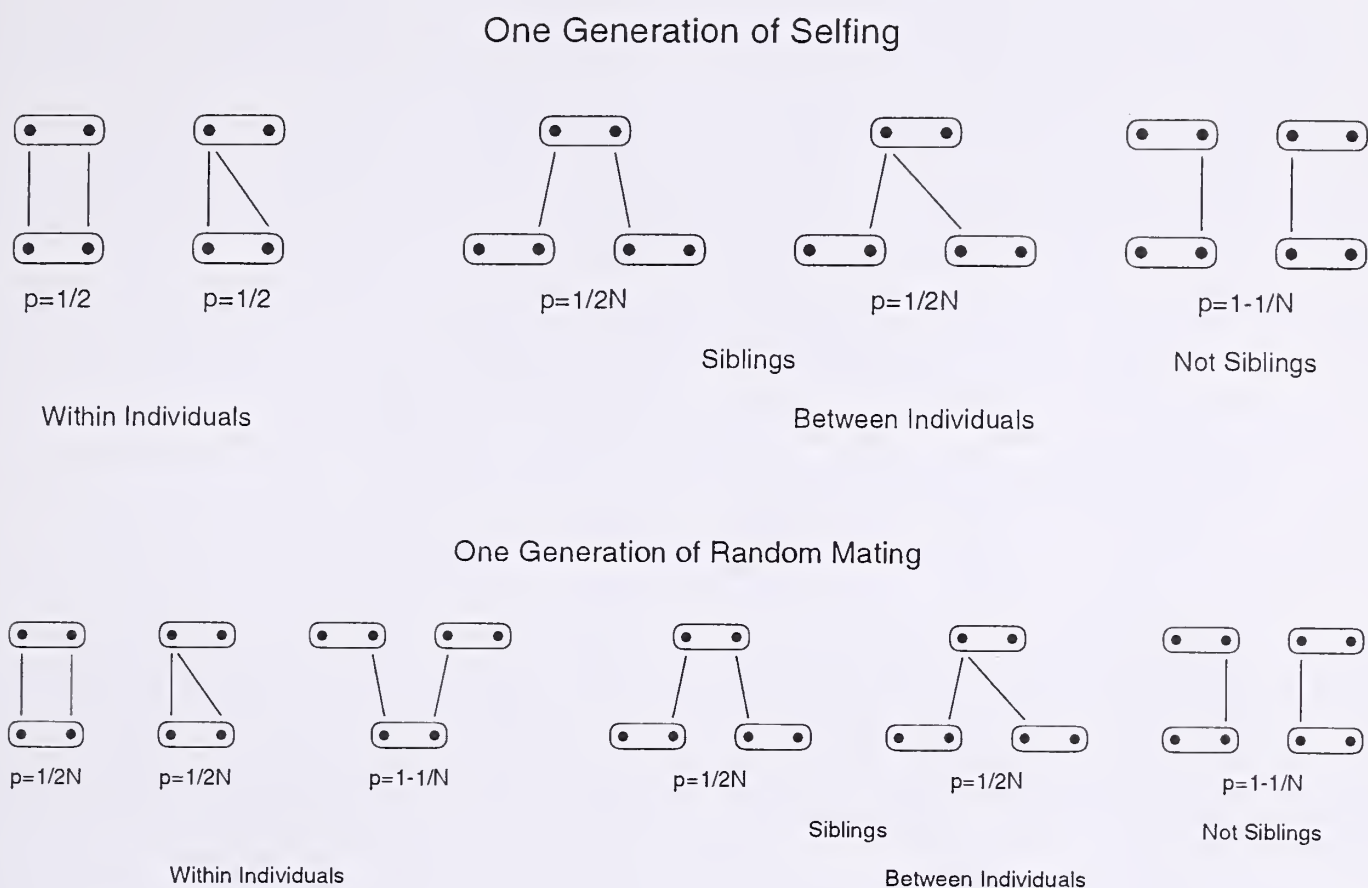 One Generation of Selfing
p=1/2 p=1/2 p=1/2N p=1/2N p=1-1/N
Siblings Not Siblings
Within Individuals Between Individuals
One Generation of Random Mating
p=1/2N p=1/2N p=1-1/N p=1/2N p=1/2N p=1-1/N
Siblings Not Siblings
Within Individuals Between Individuals